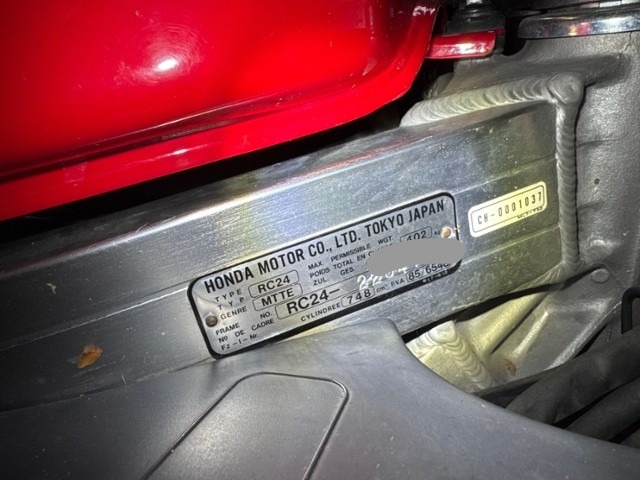 HONDA MOTOR CO., LTD. TOKYO JAPAN
TYPE
TYP RC24 MAX. PERMISSIBLE WGT.
GENRE MTTE POIDS TOTAL EN 402
ZUL. GES.
FRAME NO. RC24-
Nº DE CADRE CYLINDREE 748 cm³ P.V.A.
FZ-I-Nr.
CH-0001037